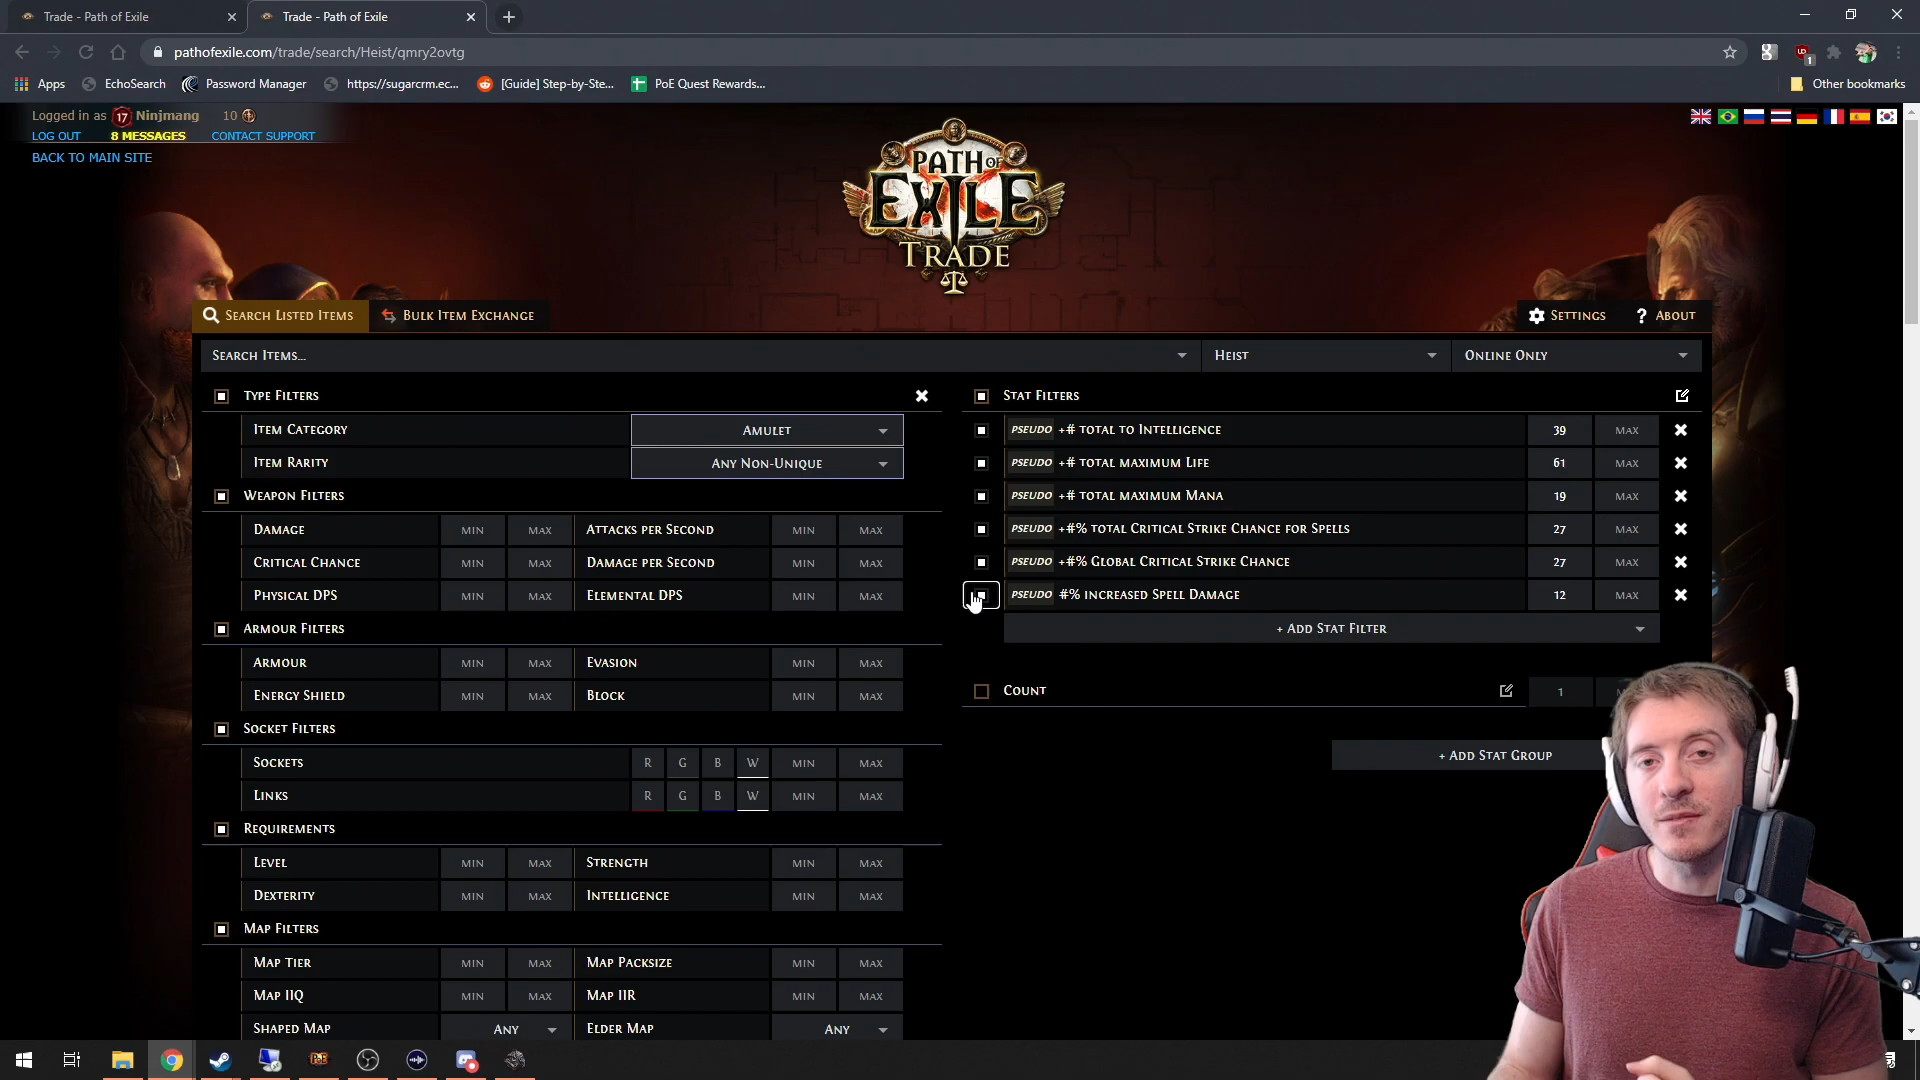 Trade - Path of Exile
Trade - Path of Exile
pathofexile.com/trade/search/Heist/qmry2ovtg
Apps
EchoSearch
Password Manager
https://sugarcrm.ec...
[Guide] Step-by-Ste...
PoE Quest Rewards...
Other bookmarks
Logged in as 17 Ninjmang 10
LOG OUT 8 MESSAGES CONTACT SUPPORT
BACK TO MAIN SITE
PATH OF
EXILE
TRADE
Search Listed Items
Bulk Item Exchange
Settings
? About
Search Items...
Heist
Online Only
Type Filters
Item Category Amulet
Item Rarity Any Non-Unique
Weapon Filters
Damage MIN MAX Attacks per Second MIN MAX
Critical Chance MIN MAX Damage per Second MIN MAX
Physical DPS MIN MAX Elemental DPS MIN MAX
Armour Filters
Armour MIN MAX Evasion MIN MAX
Energy Shield MIN MAX Block MIN MAX
Socket Filters
Sockets R G B W MIN MAX
Links R G B W MIN MAX
Requirements
Level MIN MAX Strength MIN MAX
Dexterity MIN MAX Intelligence MIN MAX
Map Filters
Map Tier MIN MAX Map Packsize MIN MAX
Map IIQ MIN MAX Map IIR MIN MAX
Shaped Map Any Elder Map Any
Stat Filters
PSEUDO +# total to Intelligence 39 MAX
PSEUDO +# total maximum Life 61 MAX
PSEUDO +# total maximum Mana 19 MAX
PSEUDO +#% total Critical Strike Chance for Spells 27 MAX
PSEUDO +#% Global Critical Strike Chance 27 MAX
PSEUDO #% increased Spell Damage 12 MAX
+ Add Stat Filter
Count 1
+ Add Stat Group